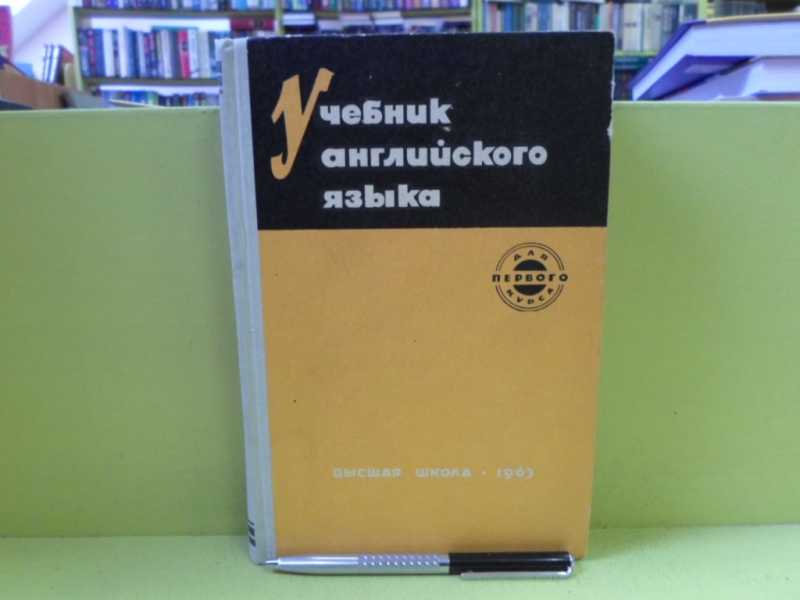 Учебник
английского
языка
ДЛЯ
ПЕРВОГО
КУРСА
ВЫСШАЯ ШКОЛА • 1963